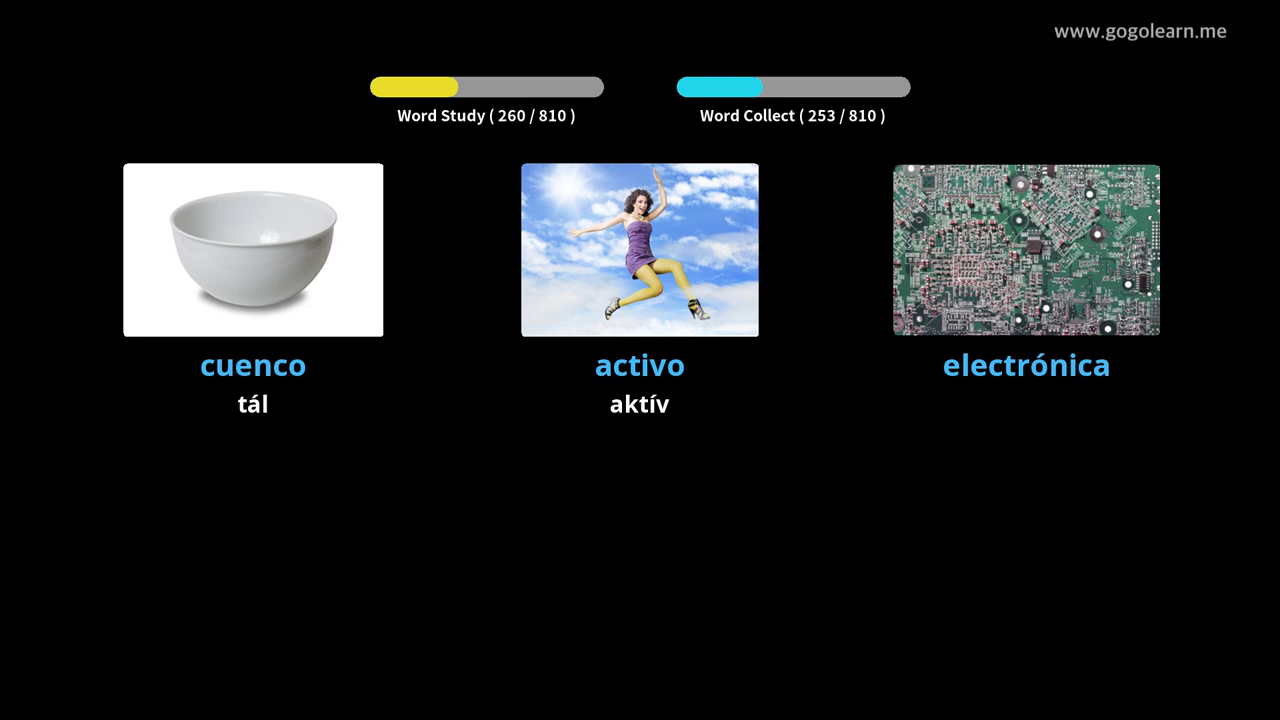 www.gogolearn.me
Word Study ( 260 / 810 )
Word Collect ( 253 / 810 )
cuenco
activo
electrónica
tál
aktív